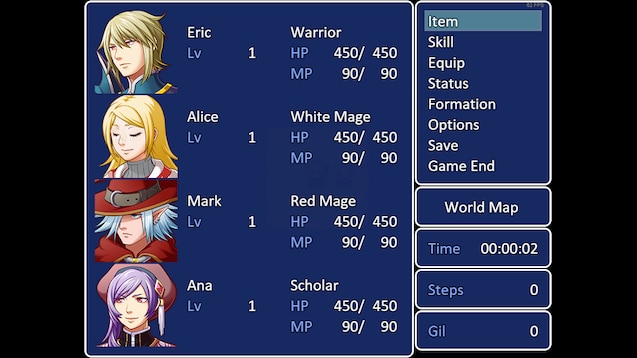 62 FPS
Eric Warrior
Lv 1 HP 450/ 450
MP 90/ 90
Alice White Mage
Lv 1 HP 450/ 450
MP 90/ 90
Mark Red Mage
Lv 1 HP 450/ 450
MP 90/ 90
Ana Scholar
Lv 1 HP 450/ 450
MP 90/ 90
Item
Skill
Equip
Status
Formation
Options
Save
Game End
World Map
Time 00:00:02
Steps 0
Gil 0